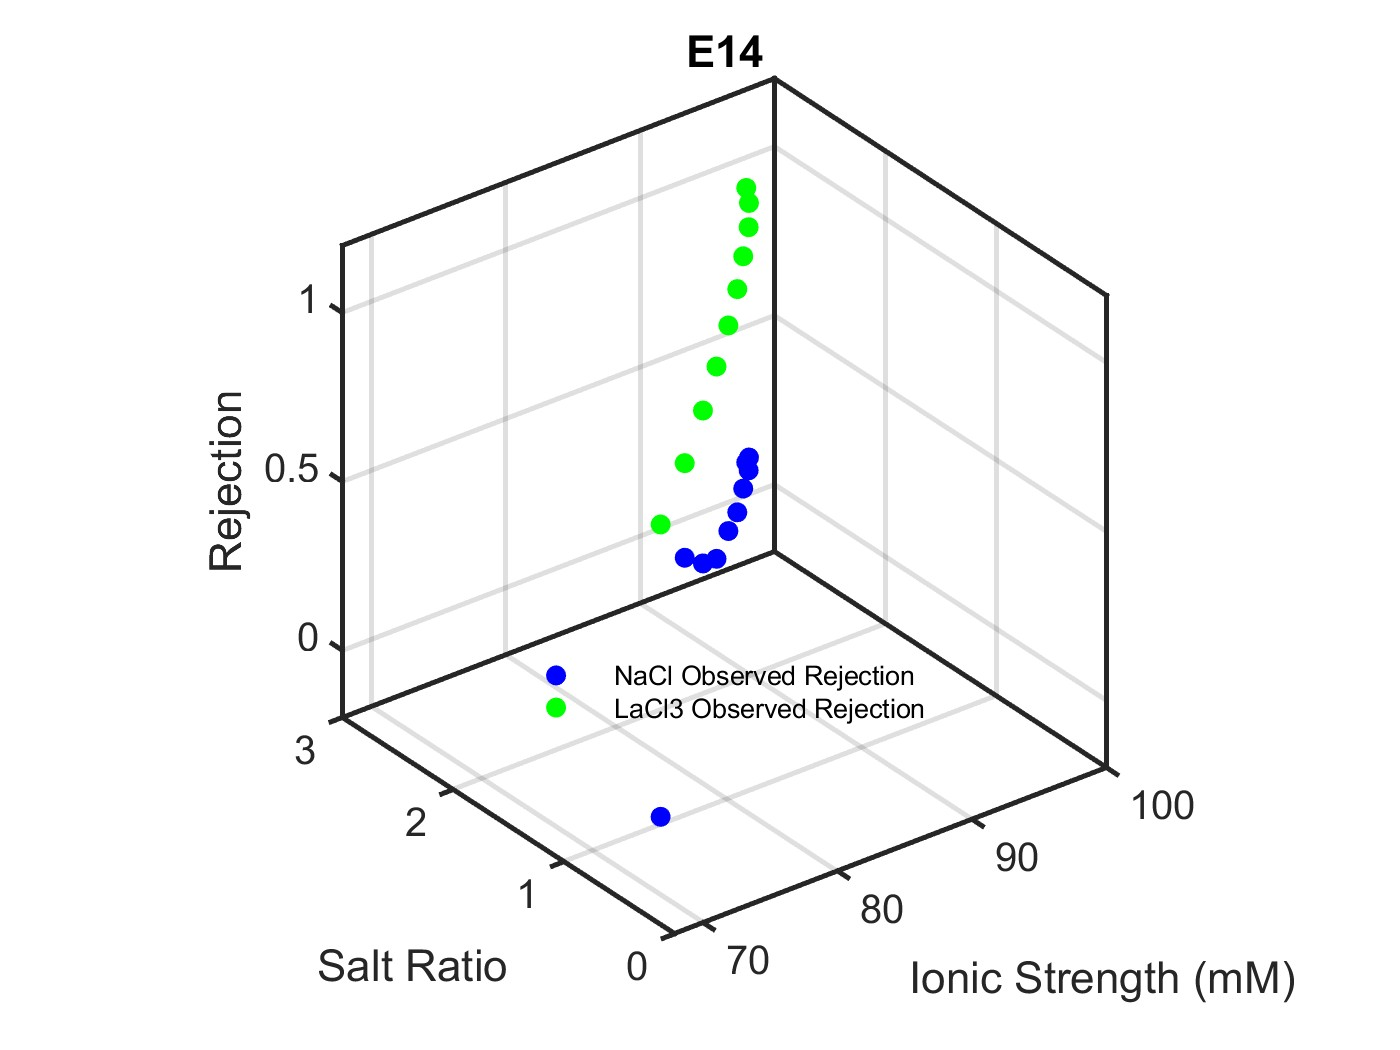 E14
1
0.5
0
Rejection
NaCl Observed Rejection
LaCl3 Observed Rejection
3
2
1
0
Salt Ratio
70
80
90
100
Ionic Strength (mM)